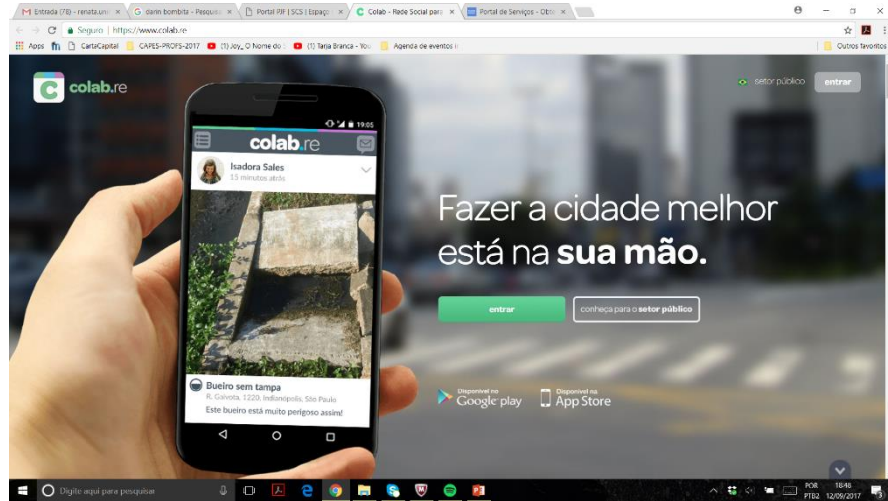 Entrada (78) - renata.un
G darin bombita - Pesquis
Portal PJF | SCS | Espaço
C Colab - Rede Social para
Portal de Serviços - Obt
Seguro | https://www.colab.re
Apps
CartaCapital
CAPES-PROFS-2017
(1) Joy_ O Nome do
(1) Tanja Branca - You
Agenda de eventos
Outros favoritos
C colab.re
setor público
entrar
19:05
colab.re
Isadora Sales
15 minutos atrás
Fazer a cidade melhor
está na sua mão.
entrar
conheça para o setor público
Bueiro sem tampa
R. Gaivota, 1220, Indianópolis, São Paulo
Este bueiro está muito perigoso assim!
Disponível no
Google play
Disponível na
App Store
Digite aqui para pesquisar
POR
PTB2
18:46
12/09/2017